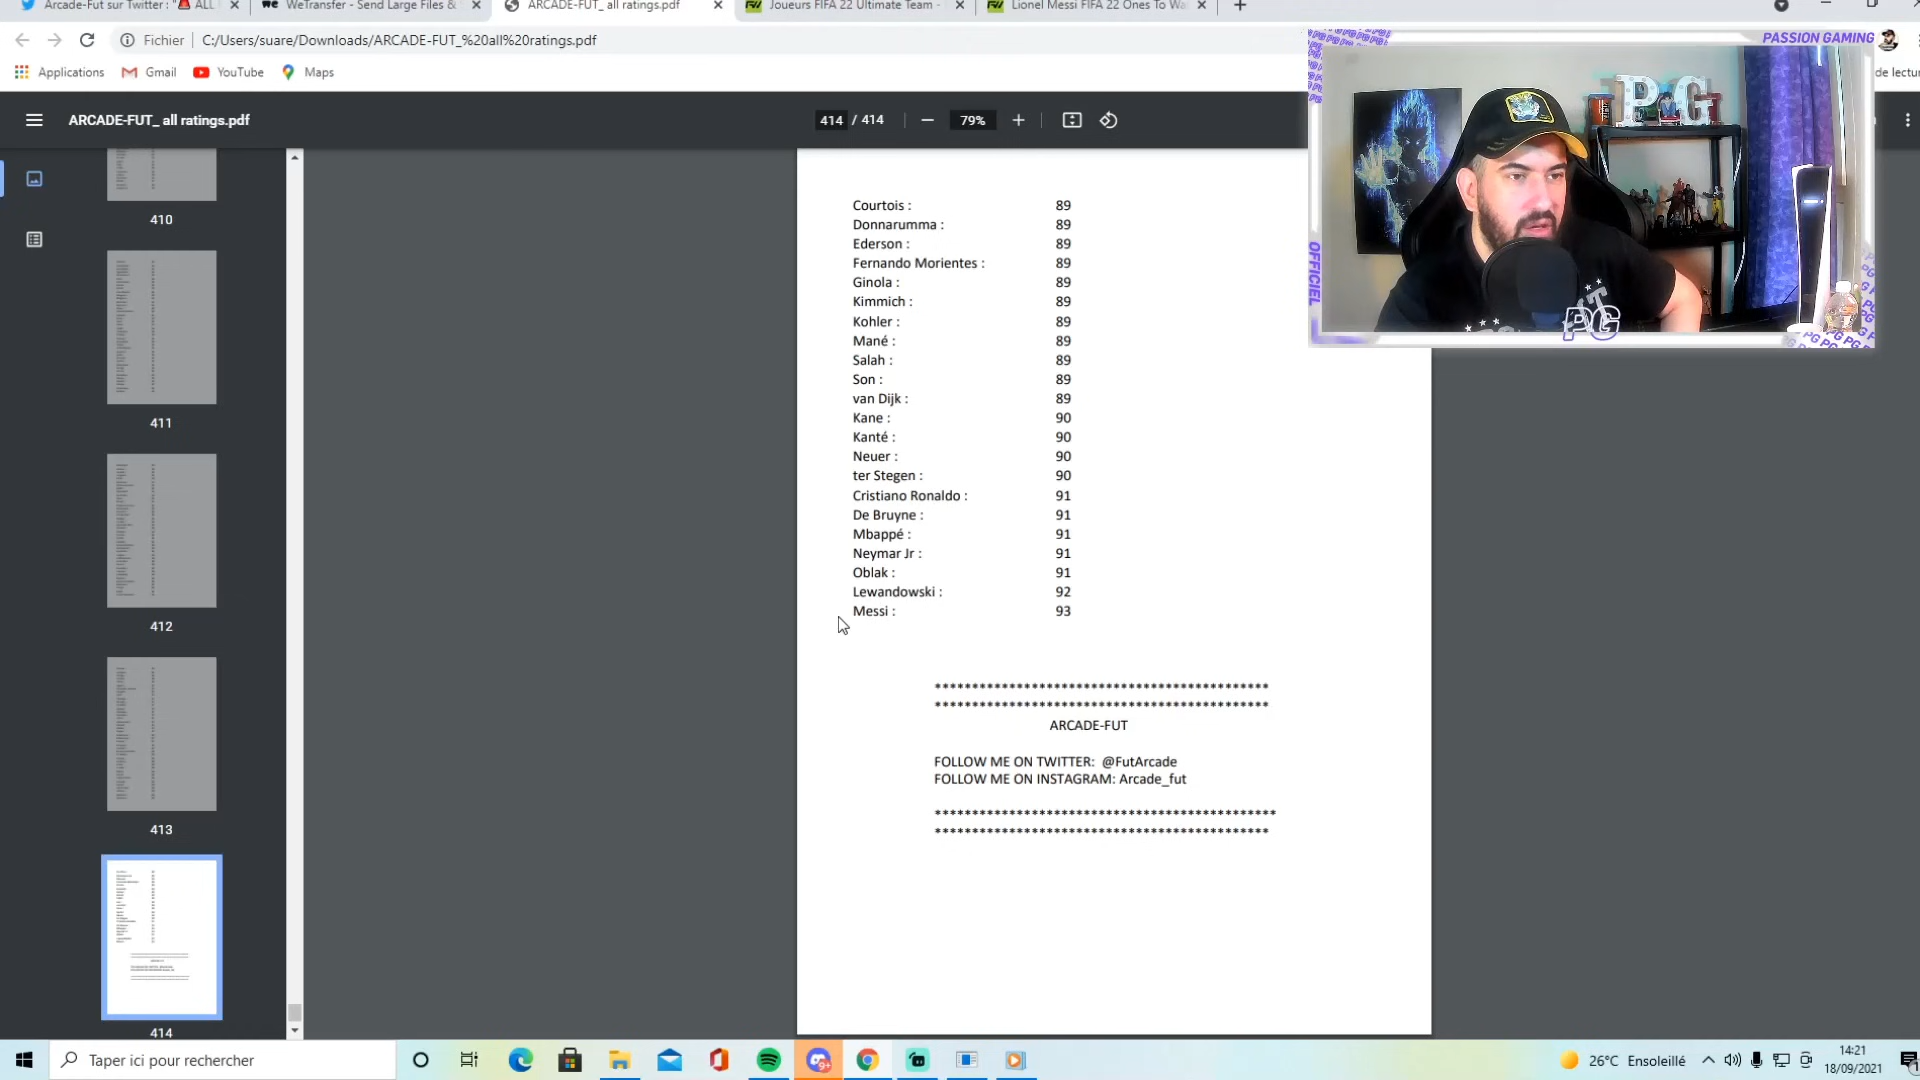 Arcade-Fut sur Twitter : "🚨 ALL
WeTransfer - Send Large Files &
ARCADE-FUT_ all ratings.pdf
Joueurs FIFA 22 Ultimate Team -
Lionel Messi FIFA 22 Ones To Wa
Fichier
C:/Users/suare/Downloads/ARCADE-FUT_%20all%20ratings.pdf
Applications
Gmail
YouTube
Maps
de lectu
PASSION GAMING
OFFICIEL
PG
PG
ARCADE-FUT_ all ratings.pdf
414 / 414
79%
410
411
412
413
414
Courtois : 89
Donnarumma : 89
Ederson : 89
Fernando Morientes : 89
Ginola : 89
Kimmich : 89
Kohler : 89
Mané : 89
Salah : 89
Son : 89
van Dijk : 89
Kane : 90
Kanté : 90
Neuer : 90
ter Stegen : 90
Cristiano Ronaldo : 91
De Bruyne : 91
Mbappé : 91
Neymar Jr : 91
Oblak : 91
Lewandowski : 92
Messi : 93
*********************************************
*********************************************
ARCADE-FUT
FOLLOW ME ON TWITTER: @FutArcade
FOLLOW ME ON INSTAGRAM: Arcade_fut
**********************************************
*********************************************
Taper ici pour rechercher
26°C Ensoleillé
14:21
18/09/2021